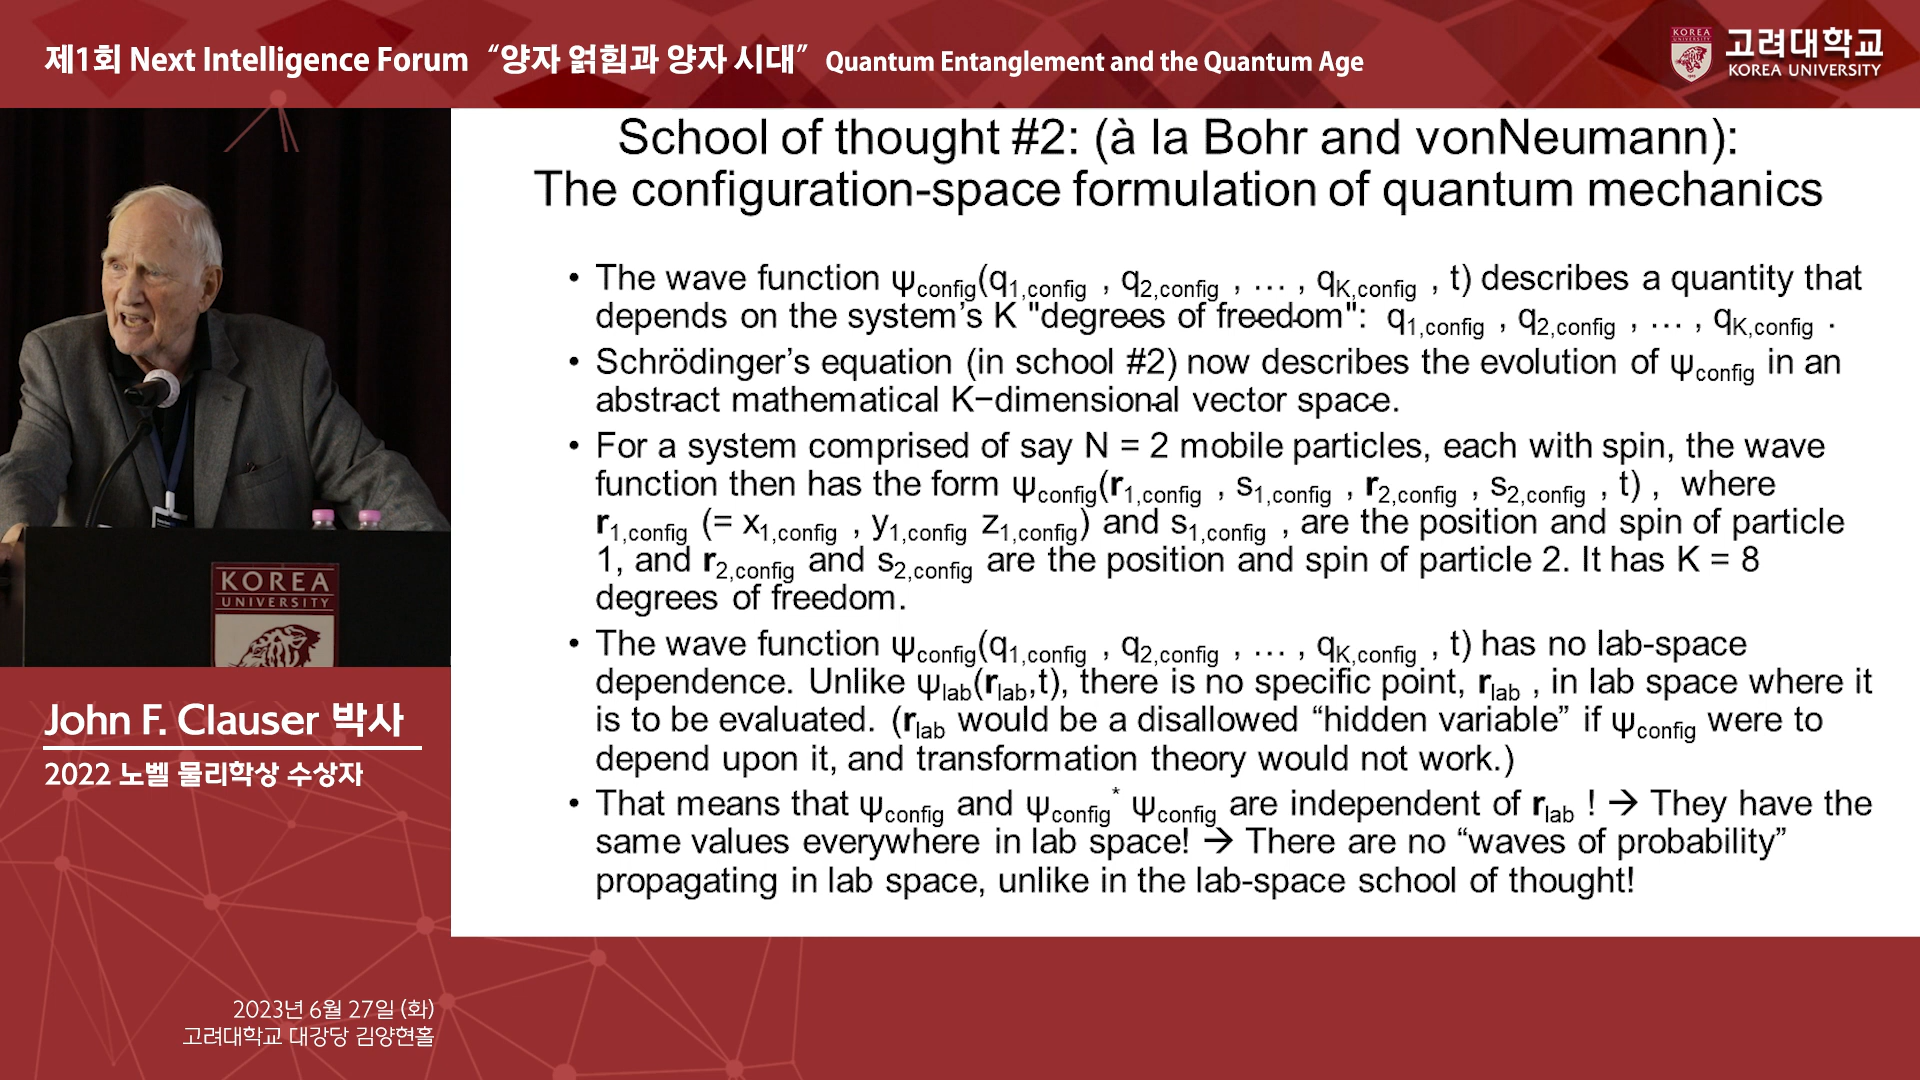 제1회 Next Intelligence Forum “양자 얽힘과 양자 시대” Quantum Entanglement and the Quantum Age
KOREA
UNIVERSITY
고려대학교
KOREA UNIVERSITY
School of thought #2: (à la Bohr and vonNeumann):
The configuration-space formulation of quantum mechanics
• The wave function ψconfig(q1,config , q2,config , … , qK,config , t) describes a quantity that
depends on the system’s K "degrees of freedom": q1,config , q2,config , … , qK,config .
• Schrödinger’s equation (in school #2) now describes the evolution of ψconfig in an
abstract mathematical K−dimensional vector space.
• For a system comprised of say N = 2 mobile particles, each with spin, the wave
function then has the form ψconfig(r1,config , s1,config , r2,config , s2,config , t) , where
r1,config (= x1,config , y1,config z1,config) and s1,config , are the position and spin of particle
1, and r2,config and s2,config are the position and spin of particle 2. It has K = 8
degrees of freedom.
• The wave function ψconfig(q1,config , q2,config , … , qK,config , t) has no lab-space
dependence. Unlike ψlab(rlab,t), there is no specific point, rlab , in lab space where it
is to be evaluated. (rlab would be a disallowed “hidden variable” if ψconfig were to
depend upon it, and transformation theory would not work.)
• That means that ψconfig and ψconfig* ψconfig are independent of rlab ! → They have the
same values everywhere in lab space! → There are no “waves of probability”
propagating in lab space, unlike in the lab-space school of thought!
KOREA
UNIVERSITY
John F. Clauser 박사
2022 노벨 물리학상 수상자
2023년 6월 27일 (화)
고려대학교 대강당 김양현홀